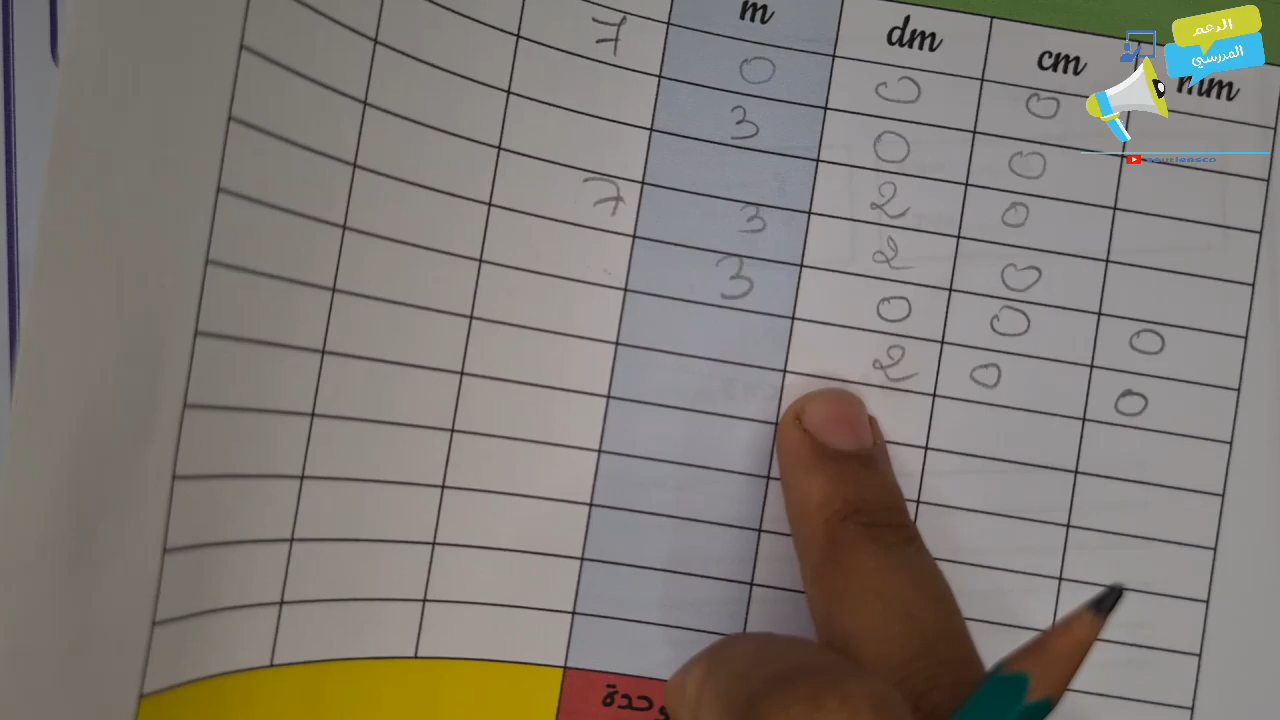 m dm cm mm
7 0 0 0
3 0 0
2 0
7 3 2 0
3 0 0 0
2 0 0
الدعم
المدرسي